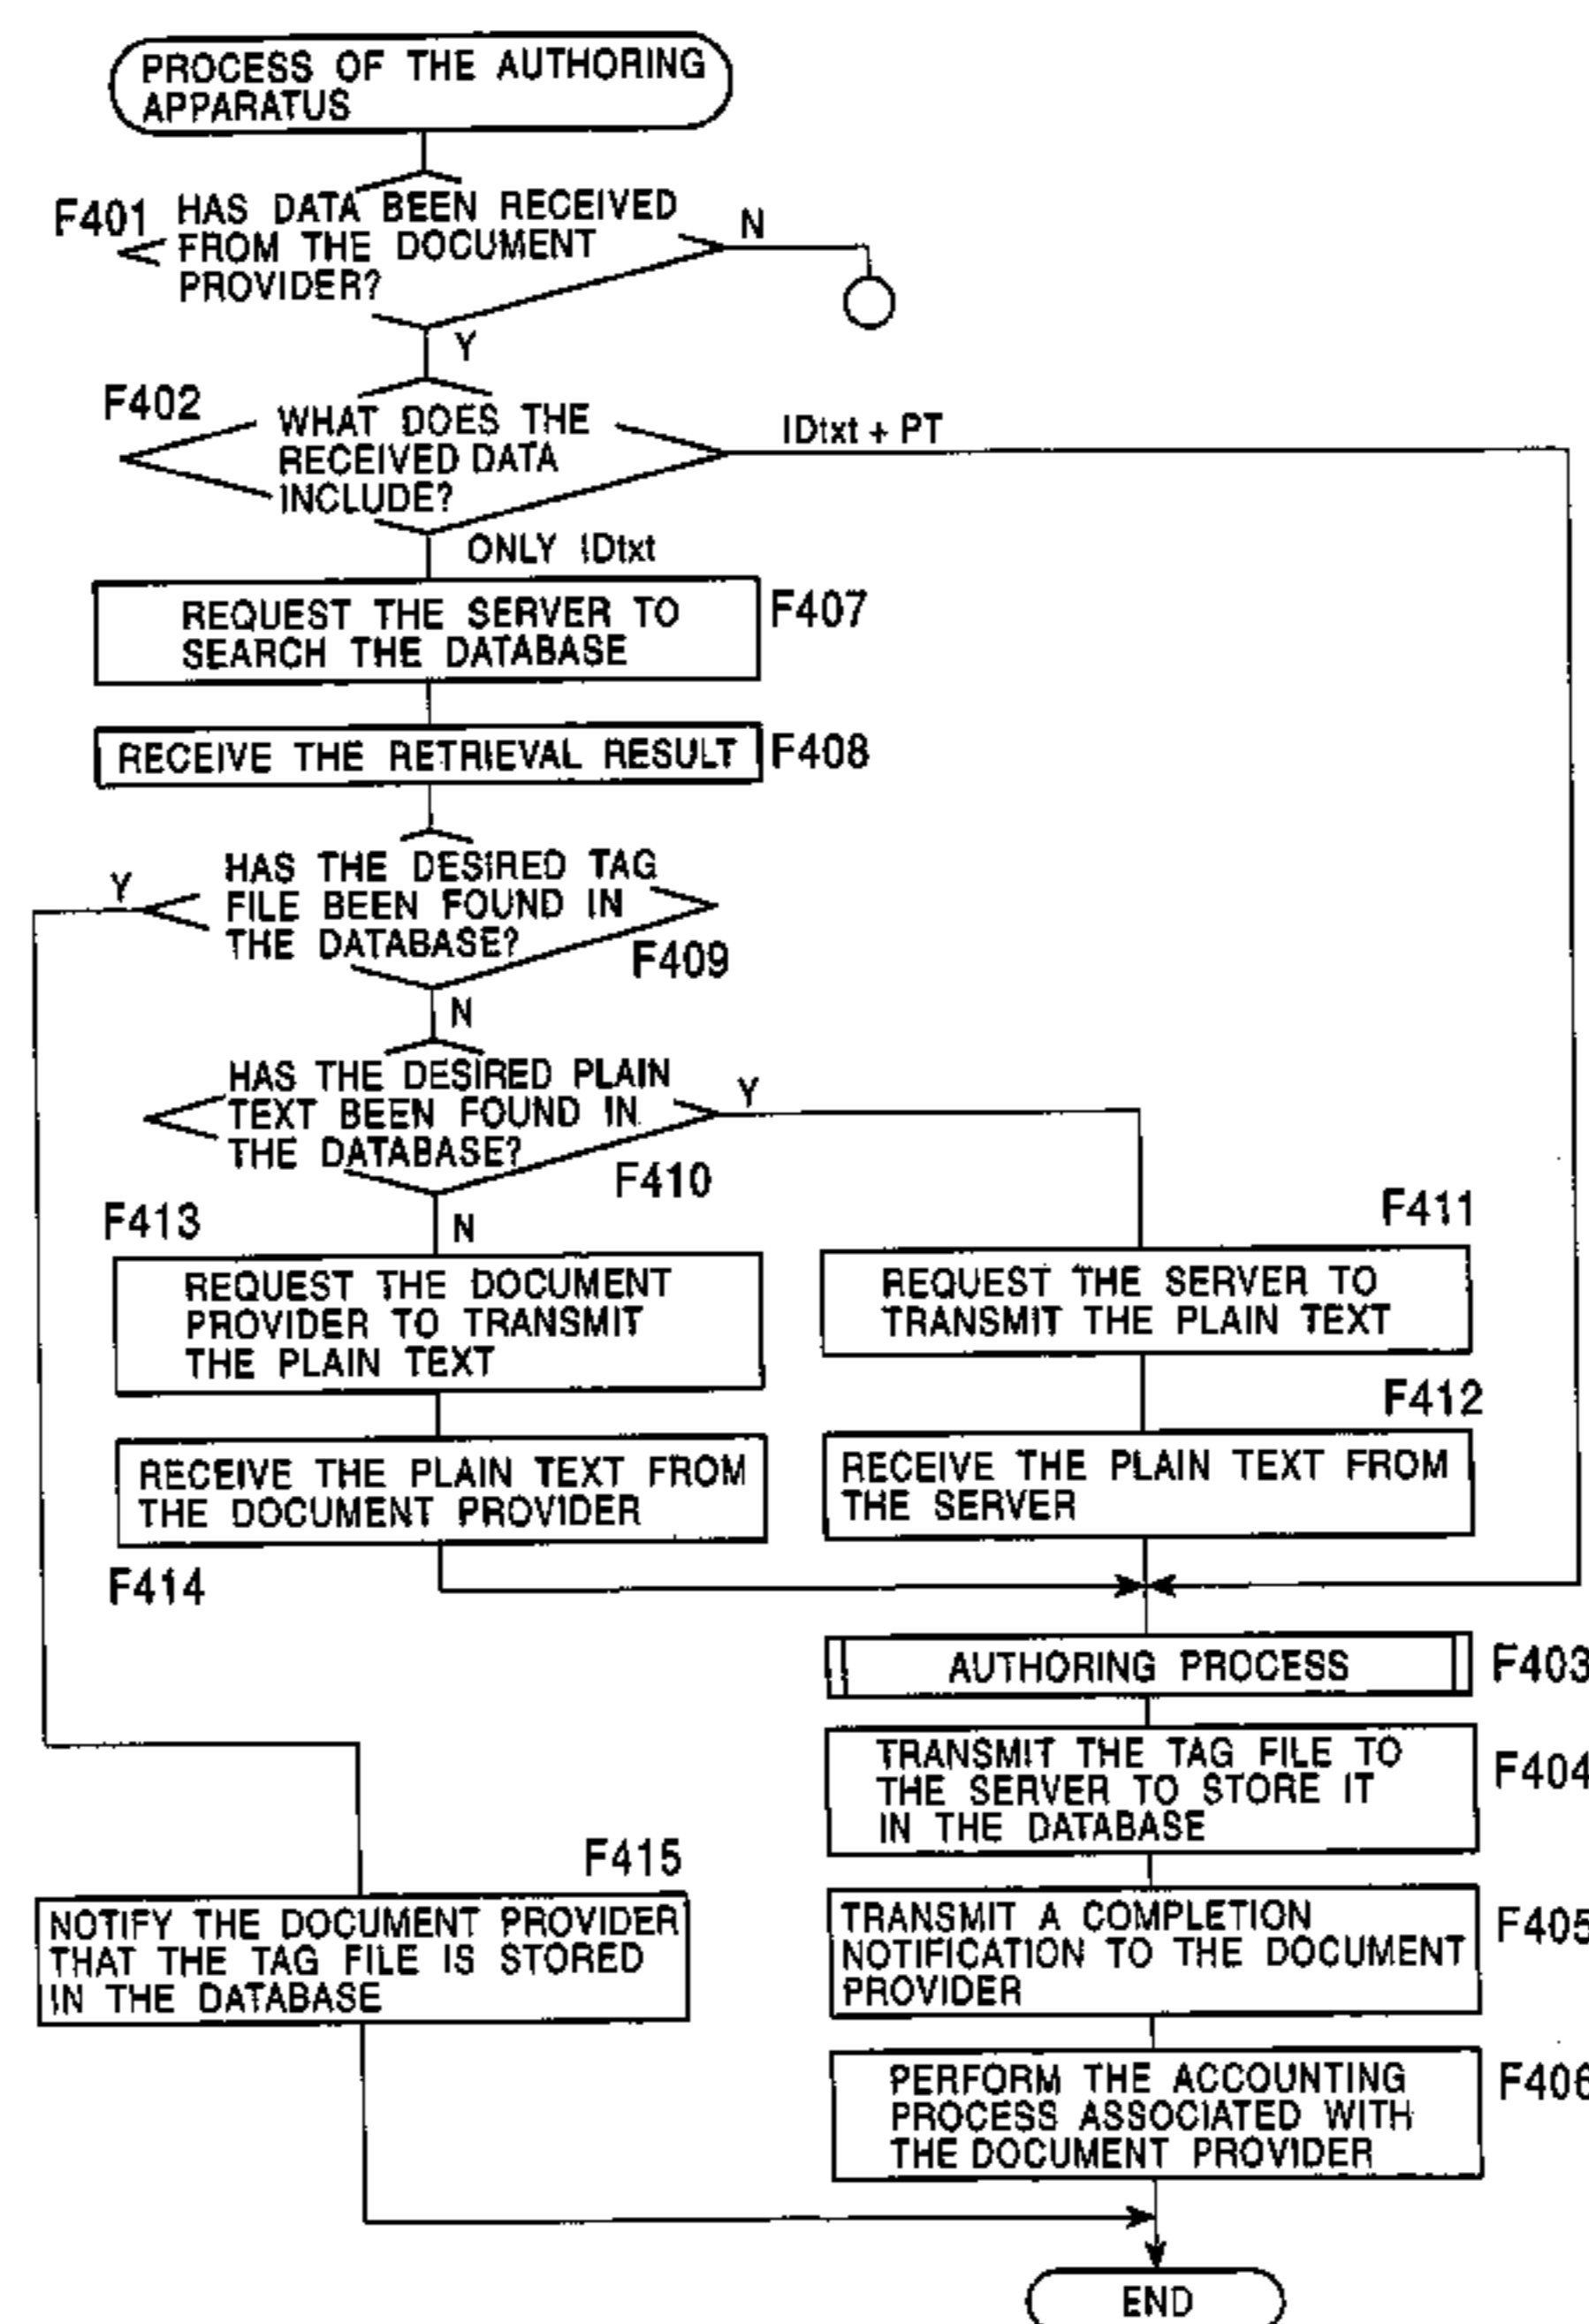 PROCESS OF THE AUTHORING
APPARATUS
F401
HAS DATA BEEN RECEIVED
FROM THE DOCUMENT
PROVIDER?
N
Y
F402
WHAT DOES THE
RECEIVED DATA
INCLUDE?
IDtxt + PT
ONLY IDtxt
REQUEST THE SERVER TO
SEARCH THE DATABASE
F407
RECEIVE THE RETRIEVAL RESULT
F408
Y
HAS THE DESIRED TAG
FILE BEEN FOUND IN
THE DATABASE?
F409
N
HAS THE DESIRED PLAIN
TEXT BEEN FOUND IN
THE DATABASE?
Y
F410
F413
N
F411
REQUEST THE DOCUMENT
PROVIDER TO TRANSMIT
THE PLAIN TEXT
REQUEST THE SERVER TO
TRANSMIT THE PLAIN TEXT
F412
RECEIVE THE PLAIN TEXT FROM
THE DOCUMENT PROVIDER
RECEIVE THE PLAIN TEXT FROM
THE SERVER
F414
AUTHORING PROCESS
F403
TRANSMIT THE TAG FILE TO
THE SERVER TO STORE IT
IN THE DATABASE
F404
F415
NOTIFY THE DOCUMENT PROVIDER
THAT THE TAG FILE IS STORED
IN THE DATABASE
TRANSMIT A COMPLETION
NOTIFICATION TO THE DOCUMENT
PROVIDER
F405
PERFORM THE ACCOUNTING
PROCESS ASSOCIATED WITH
THE DOCUMENT PROVIDER
F406
END